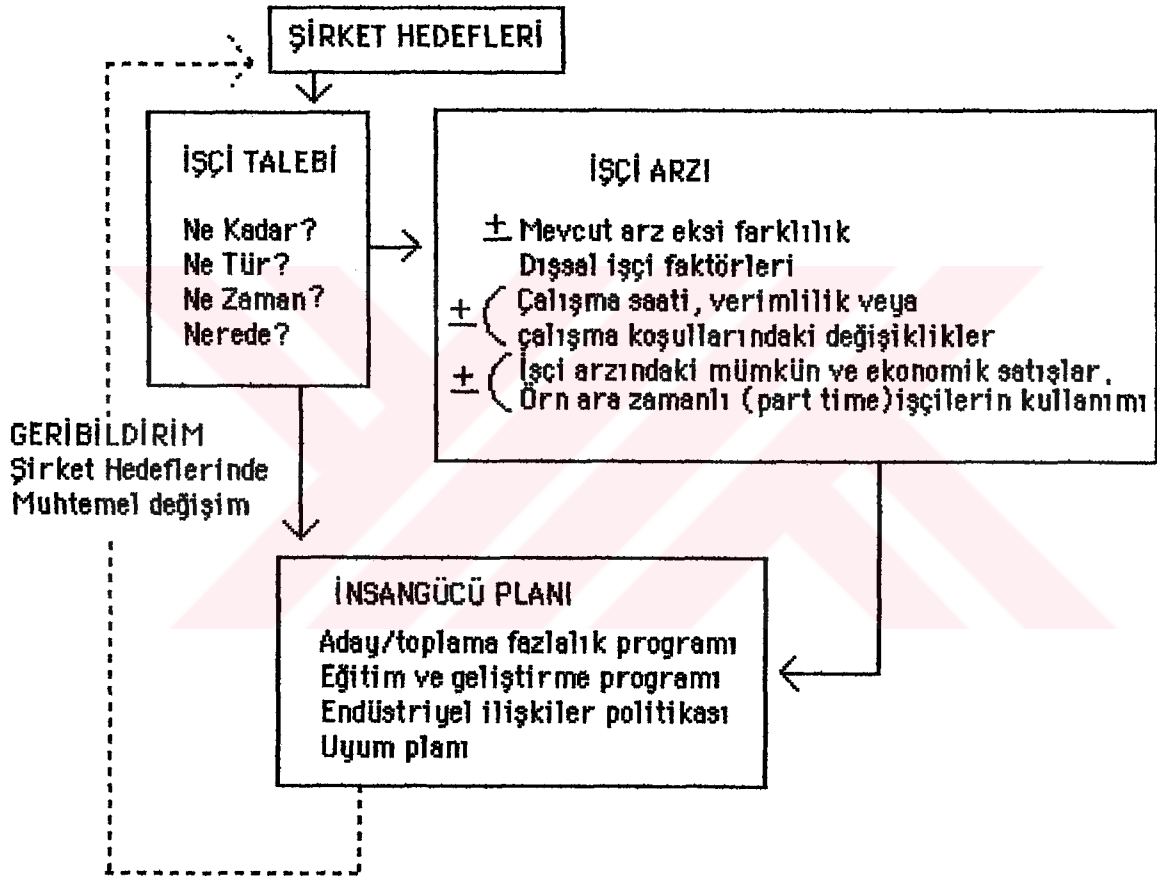 ŞİRKET HEDEFLERİ
İŞÇİ TALEBİ
Ne Kadar?
Ne Tür?
Ne Zaman?
Nerede?
İŞÇİ ARZI
± Mevcut arz eksi farklılık
Dışsal işçi faktörleri
± ( Çalışma saati, verimlilik veya
çalışma koşullarındaki değişiklikler
± ( İşçi arzındaki mümkün ve ekonomik satışlar.
Örn ara zamanlı (part time)işçilerin kullanımı
GERİBİLDİRİM
Şirket Hedeflerinde
Muhtemel değişim
İNSANGÜCÜ PLANI
Aday/toplama fazlalık programı
Eğitim ve geliştirme programı
Endüstriyel ilişkiler politikası
Uyum planı